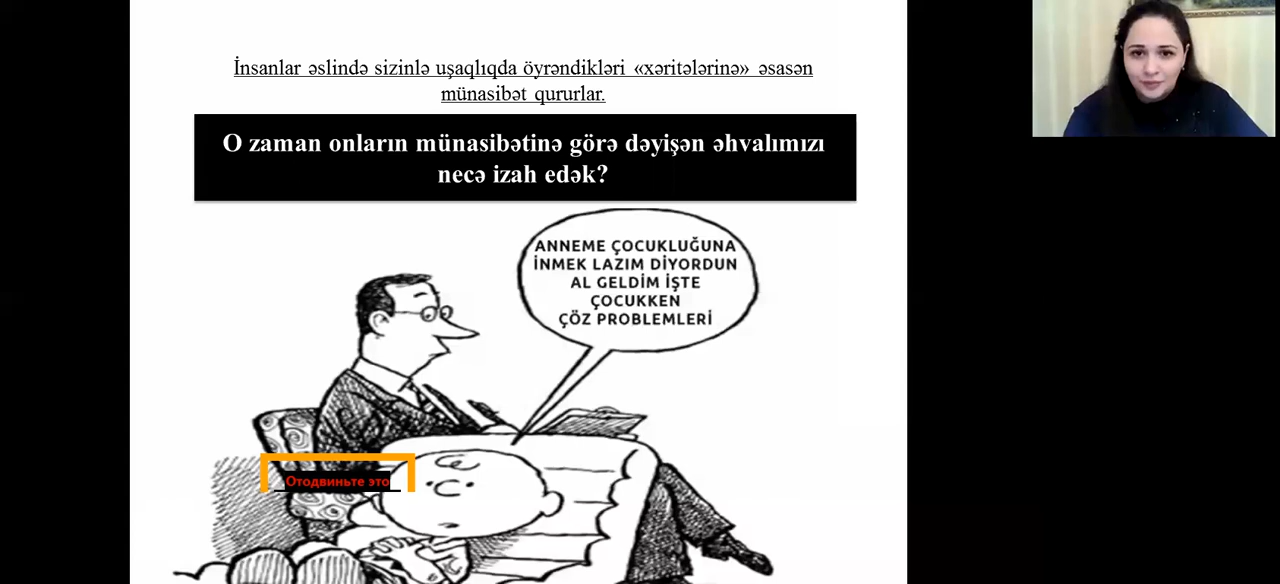 İnsanlar əslində sizinlə uşaqlıqda öyrəndikləri «xəritələrinə» əsasən
münasibət qururlar.
O zaman onların münasibətinə görə dəyişən əhvalımızı
necə izah edək?
ANNEME ÇOCUKLUĞUNA
İNMEK LAZIM DİYORDUN
AL GELDİM İŞTE
ÇOCUKKEN
ÇÖZ PROBLEMLERİ
Отодвиньте это